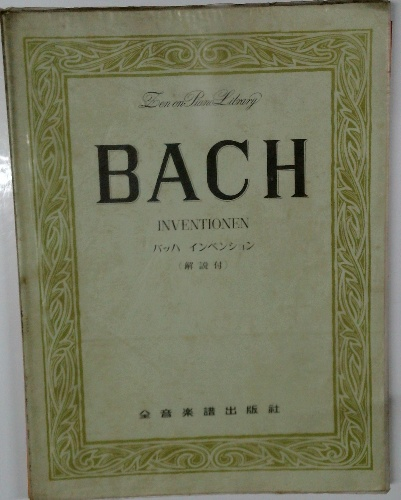 Zen-on Piano Library
BACH
INVENTIONEN
バッハ インベンション
（解説付）
全音楽譜出版社